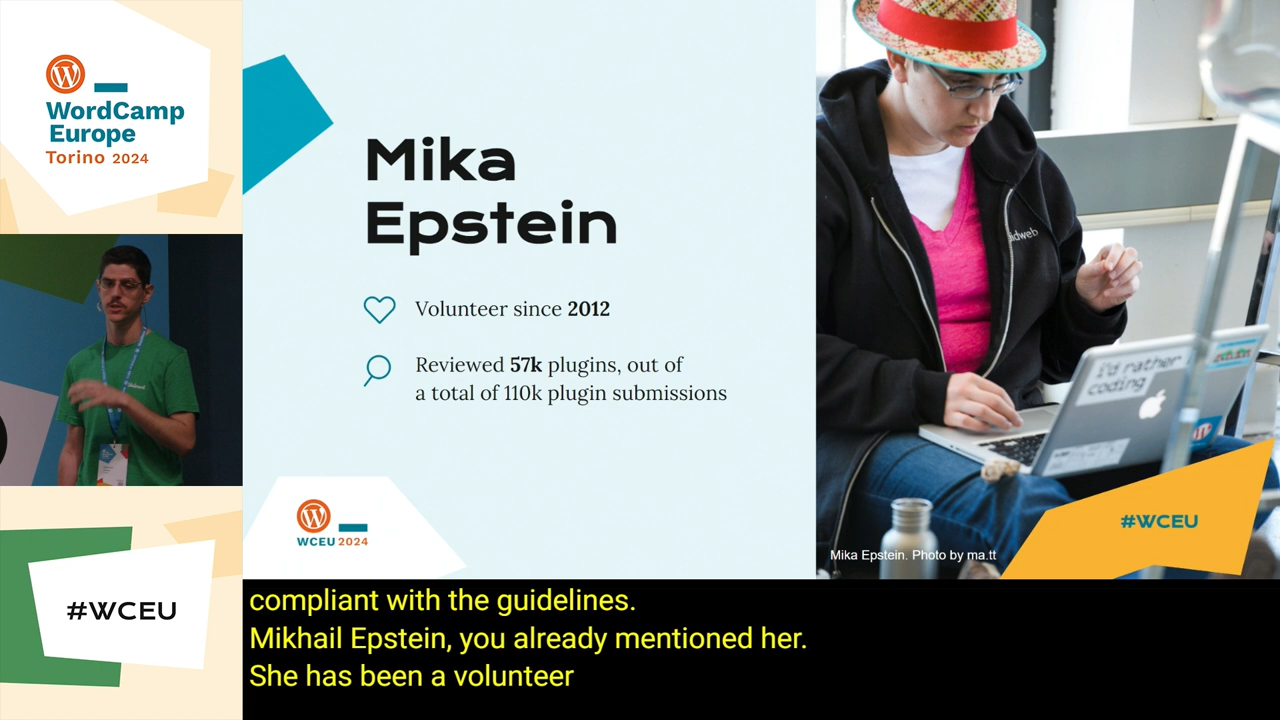 WordCamp
Europe
Torino 2024
#WCEU
Mika
Epstein
Volunteer since 2012
Reviewed 57k plugins, out of
a total of 110k plugin submissions
WCEU 2024
I'd rather
coding
Mika Epstein. Photo by ma.tt
#WCEU
compliant with the guidelines.
Mikhail Epstein, you already mentioned her.
She has been a volunteer